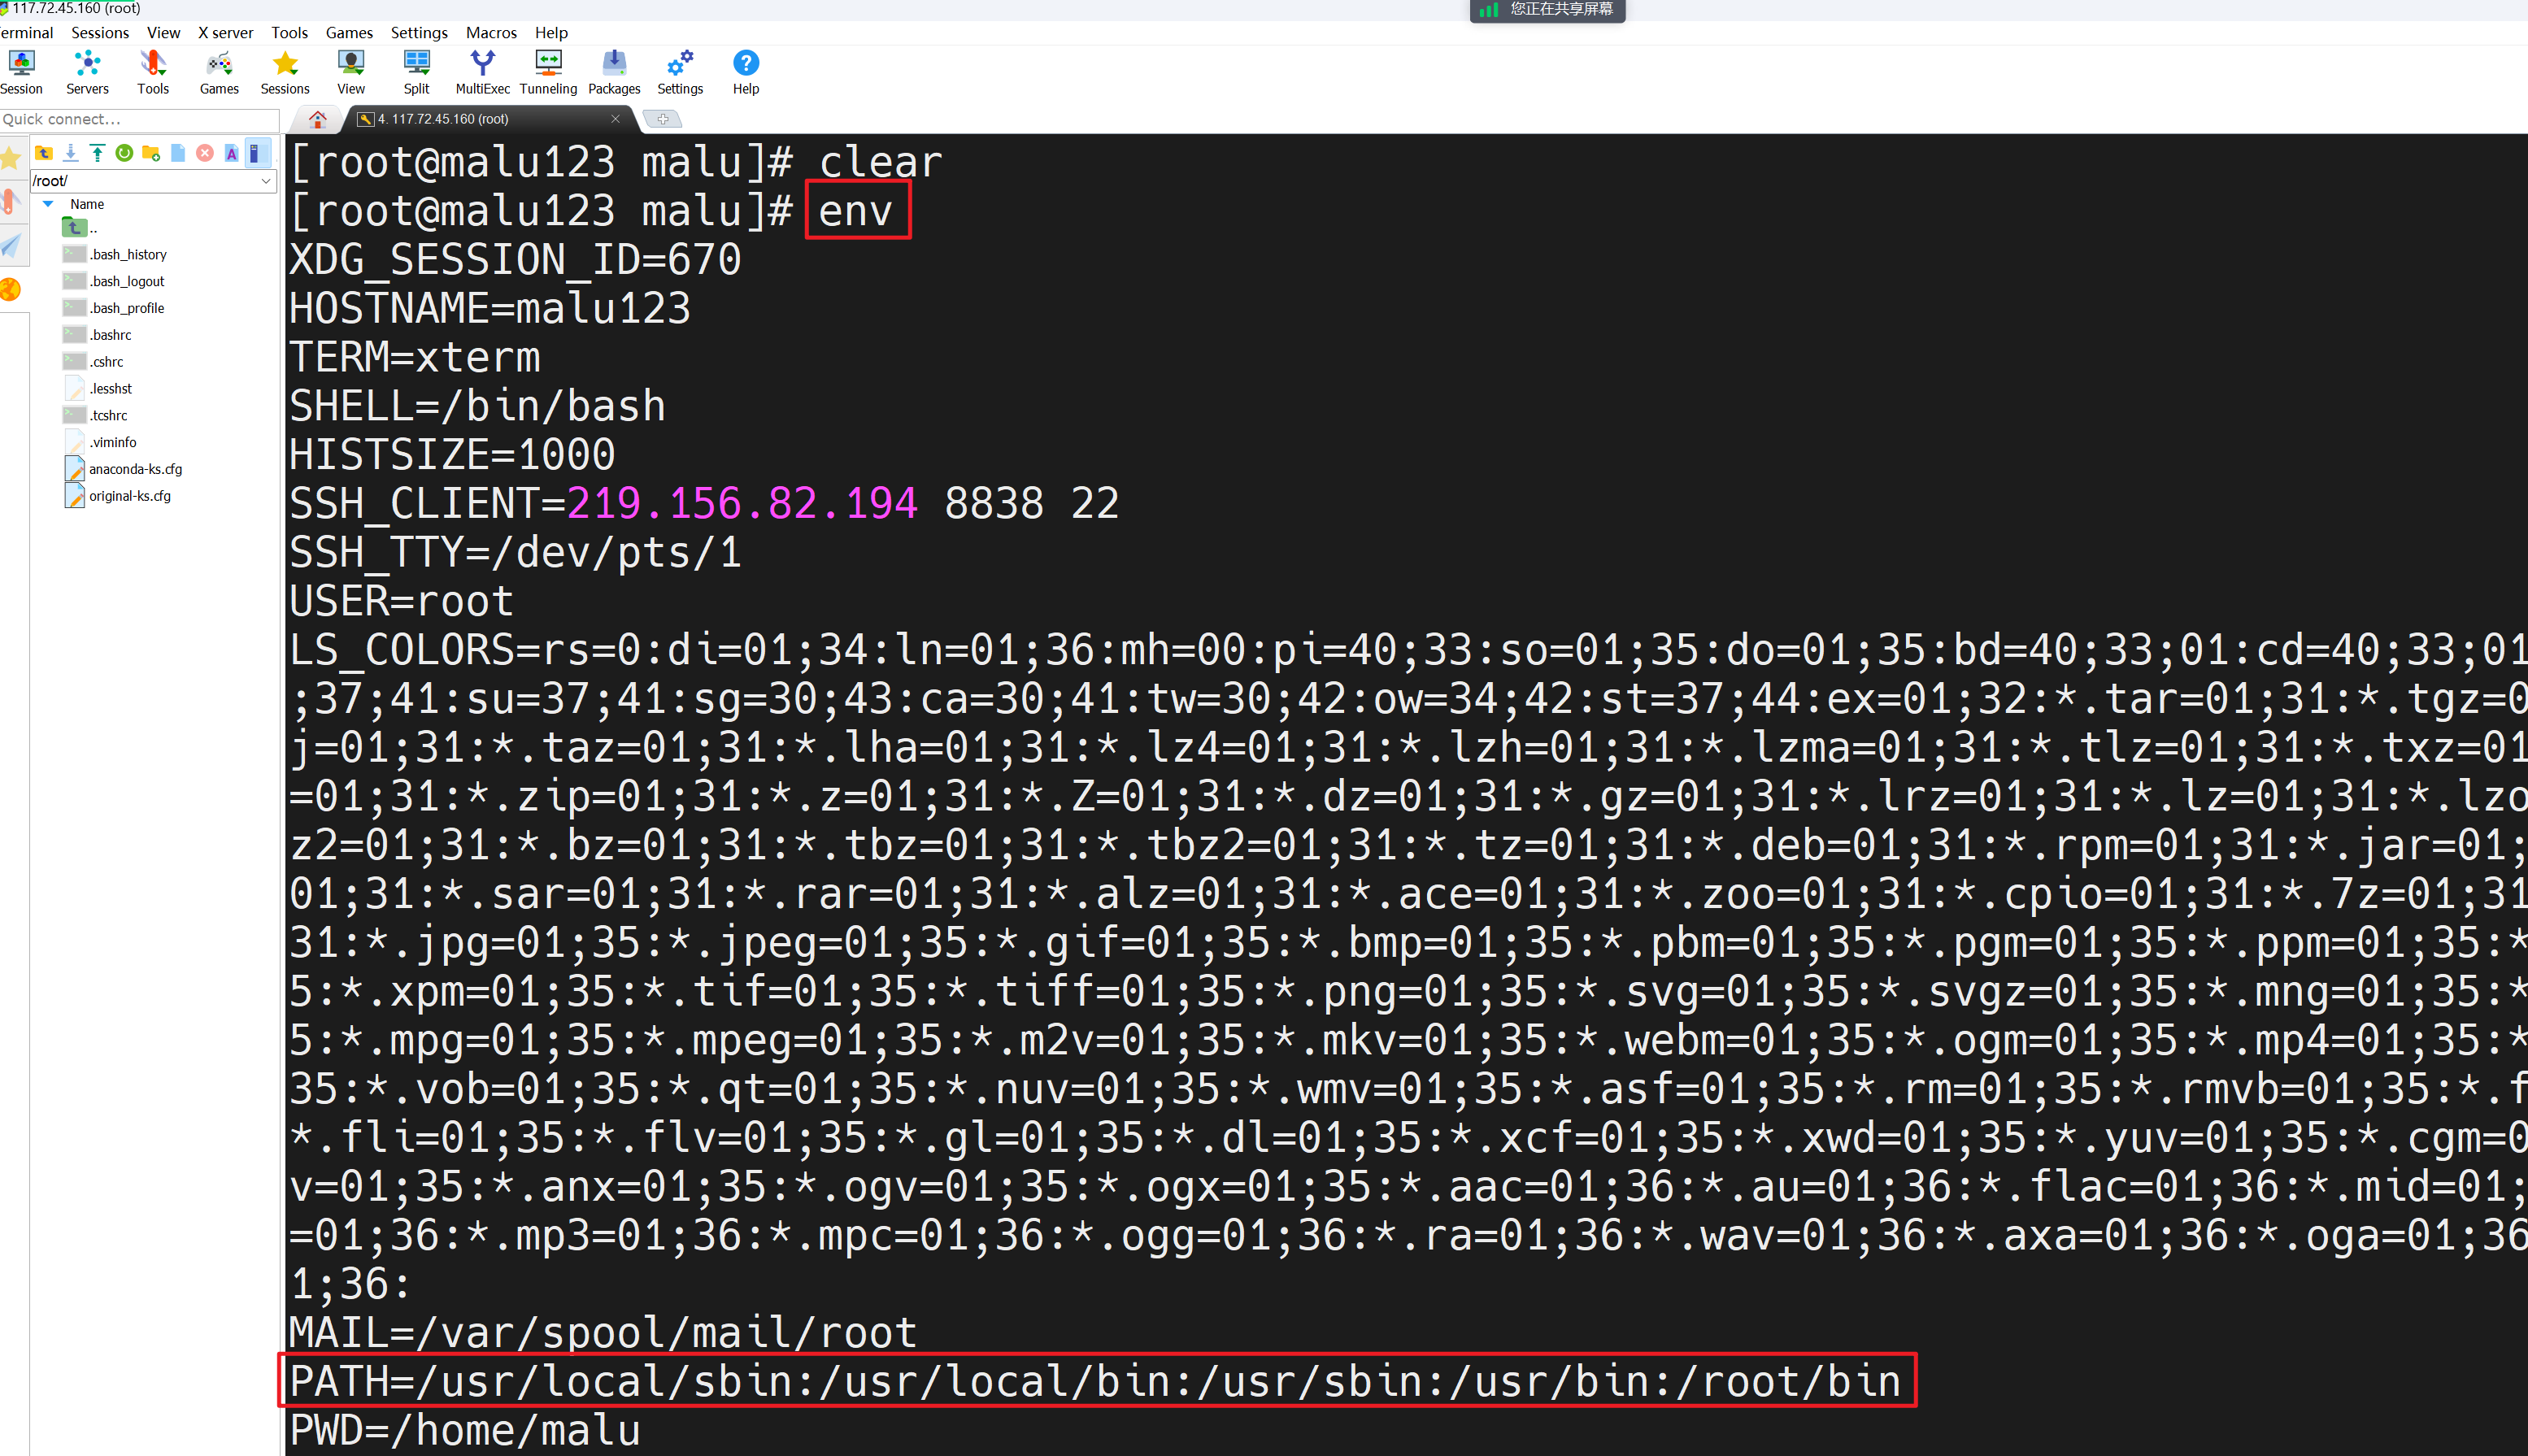 117.72.45.160 (root)
您正在共享屏幕
erminal Sessions View X server Tools Games Settings Macros Help
Session Servers Tools Games Sessions View Split MultiExec Tunneling Packages Settings Help
Quick connect...
4. 117.72.45.160 (root)
/root/
Name
..
.bash_history
.bash_logout
.bash_profile
.bashrc
.cshrc
.lesshst
.tcshrc
.viminfo
anaconda-ks.cfg
original-ks.cfg
[root@malu123 malu]# clear
[root@malu123 malu]# env
XDG_SESSION_ID=670
HOSTNAME=malu123
TERM=xterm
SHELL=/bin/bash
HISTSIZE=1000
SSH_CLIENT=219.156.82.194 8838 22
SSH_TTY=/dev/pts/1
USER=root
LS_COLORS=rs=0:di=01;34:ln=01;36:mh=00:pi=40;33:so=01;35:do=01;35:bd=40;33;01:cd=40;33;01
;37;41:su=37;41:sg=30;43:ca=30;41:tw=30;42:ow=34;42:st=37;44:ex=01;32:*.tar=01;31:*.tgz=0
j=01;31:*.taz=01;31:*.lha=01;31:*.lz4=01;31:*.lzh=01;31:*.lzma=01;31:*.tlz=01;31:*.txz=01
=01;31:*.zip=01;31:*.z=01;31:*.Z=01;31:*.dz=01;31:*.gz=01;31:*.lrz=01;31:*.lz=01;31:*.lzo
z2=01;31:*.bz=01;31:*.tbz=01;31:*.tbz2=01;31:*.tz=01;31:*.deb=01;31:*.rpm=01;31:*.jar=01;
01;31:*.sar=01;31:*.rar=01;31:*.alz=01;31:*.ace=01;31:*.zoo=01;31:*.cpio=01;31:*.7z=01;31
31:*.jpg=01;35:*.jpeg=01;35:*.gif=01;35:*.bmp=01;35:*.pbm=01;35:*.pgm=01;35:*.ppm=01;35:*
5:*.xpm=01;35:*.tif=01;35:*.tiff=01;35:*.png=01;35:*.svg=01;35:*.svgz=01;35:*.mng=01;35:*
5:*.mpg=01;35:*.mpeg=01;35:*.m2v=01;35:*.mkv=01;35:*.webm=01;35:*.ogm=01;35:*.mp4=01;35:*
35:*.vob=01;35:*.qt=01;35:*.nuv=01;35:*.wmv=01;35:*.asf=01;35:*.rm=01;35:*.rmvb=01;35:*.f
*.fli=01;35:*.flv=01;35:*.gl=01;35:*.dl=01;35:*.xcf=01;35:*.xwd=01;35:*.yuv=01;35:*.cgm=0
v=01;35:*.anx=01;35:*.ogv=01;35:*.ogx=01;35:*.aac=01;36:*.au=01;36:*.flac=01;36:*.mid=01;
=01;36:*.mp3=01;36:*.mpc=01;36:*.ogg=01;36:*.ra=01;36:*.wav=01;36:*.axa=01;36:*.oga=01;36
1;36:
MAIL=/var/spool/mail/root
PATH=/usr/local/sbin:/usr/local/bin:/usr/sbin:/usr/bin:/root/bin
PWD=/home/malu